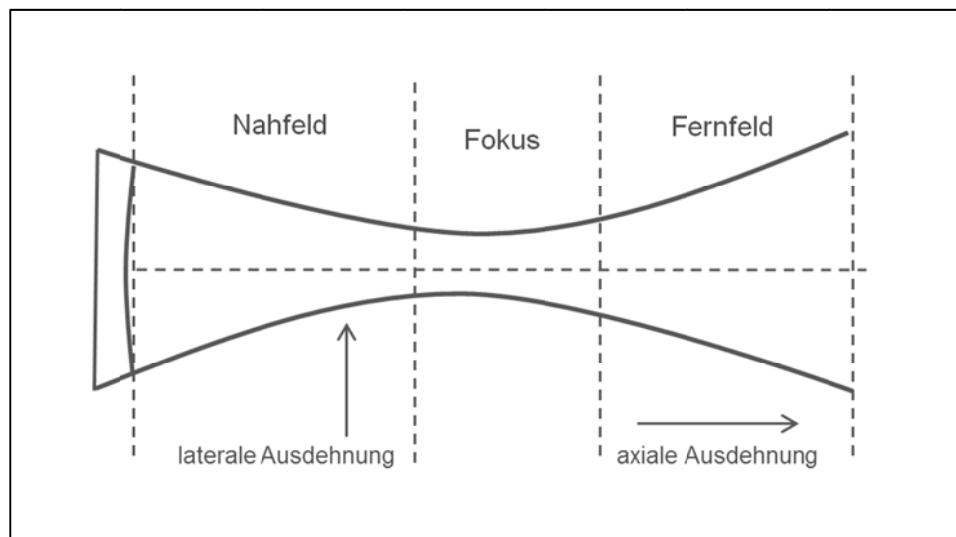 Nahfeld
Fokus
Fernfeld
laterale Ausdehnung
axiale Ausdehnung